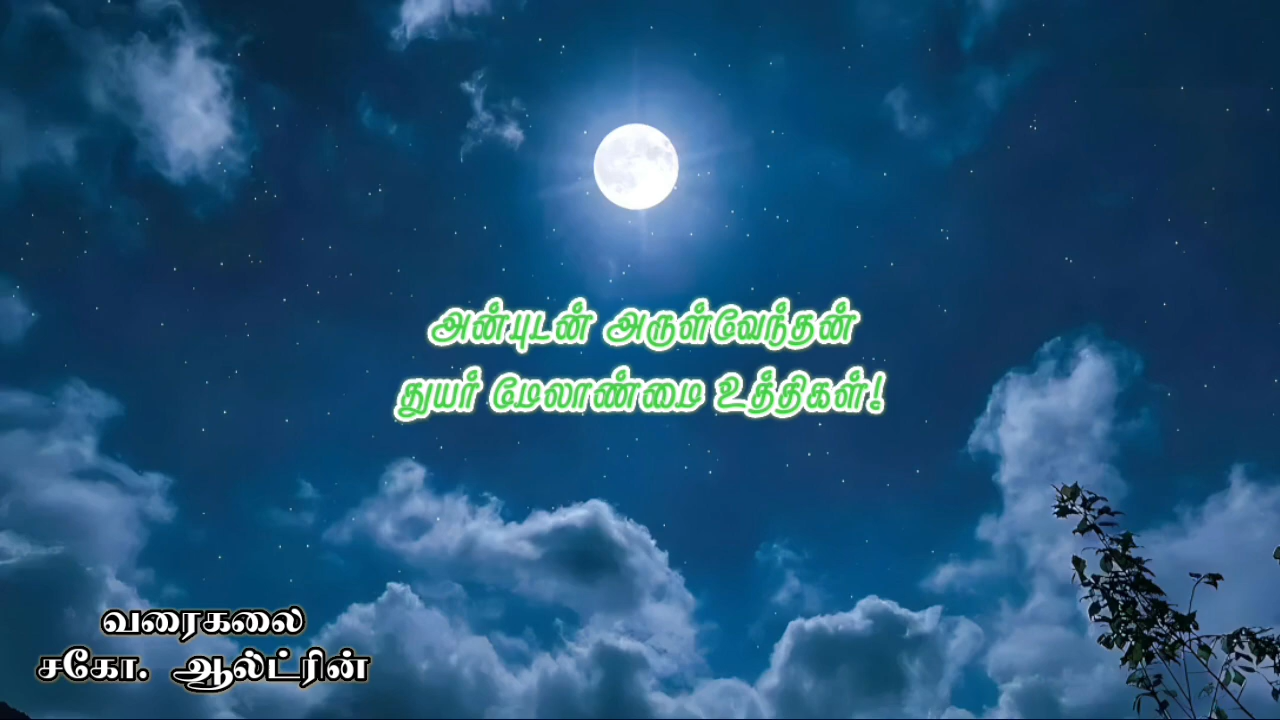 அன்புடன் அருள்வேந்தன்
துயர் மேலாண்மை உத்திகள்!
வரைகலை
சகோ. ஆல்ட்ரின்